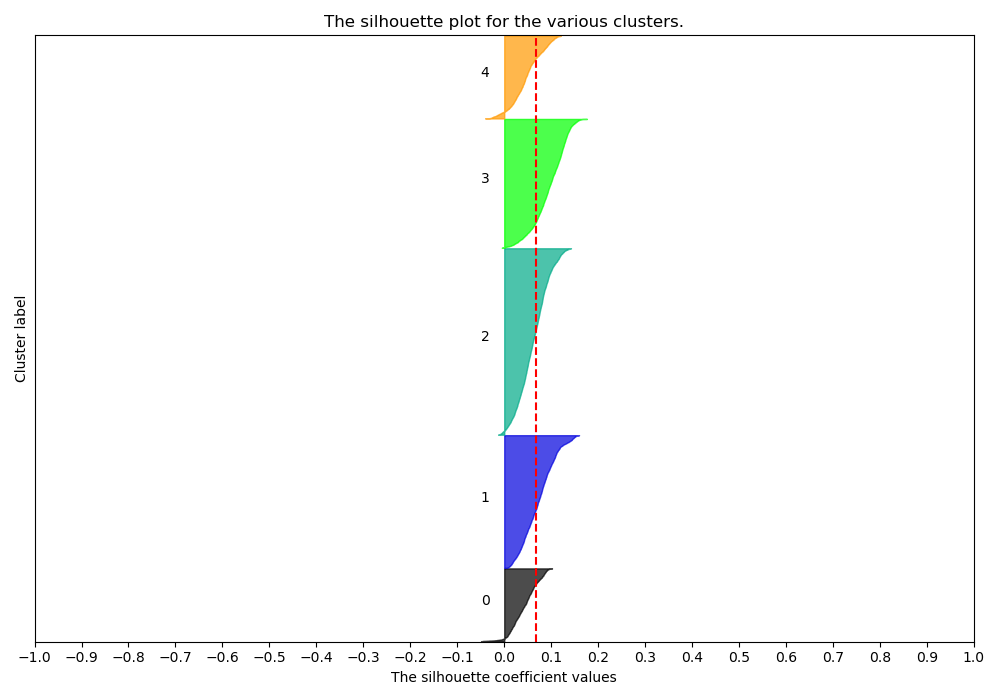 The silhouette plot for the various clusters.
4
3
2
1
0
Cluster label
−1.0 −0.9 −0.8 −0.7 −0.6 −0.5 −0.4 −0.3 −0.2 −0.1 0.0 0.1 0.2 0.3 0.4 0.5 0.6 0.7 0.8 0.9 1.0
The silhouette coefficient values